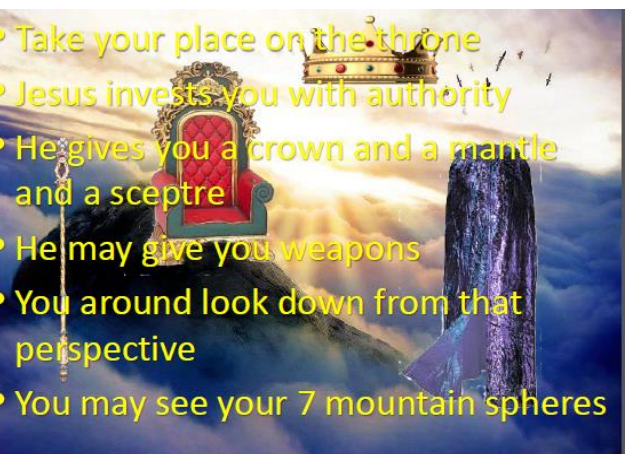 • Take your place on the throne
• Jesus invests you with authority
• He gives you a crown and a mantle
and a sceptre
• He may give you weapons
• You around look down from that
perspective
• You may see your 7 mountain spheres